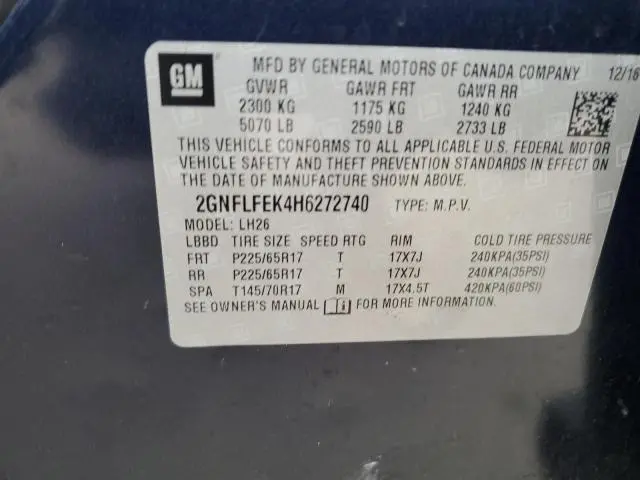 GM
MFD BY GENERAL MOTORS OF CANADA COMPANY 12/16
GVWR GAWR FRT GAWR RR
2300 KG 1175 KG 1240 KG
5070 LB 2590 LB 2733 LB
THIS VEHICLE CONFORMS TO ALL APPLICABLE U.S. FEDERAL MOTOR
VEHICLE SAFETY AND THEFT PREVENTION STANDARDS IN EFFECT ON
THE DATE OF MANUFACTURE SHOWN ABOVE.
2GNFLFEK4H6272740 TYPE: M.P.V.
MODEL: LH26
LBBD TIRE SIZE SPEED RTG RIM COLD TIRE PRESSURE
FRT P225/65R17 T 17X7J 240KPA(35PSI)
RR P225/65R17 T 17X7J 240KPA(35PSI)
SPA T145/70R17 M 17X4.5T 420KPA(60PSI)
SEE OWNER'S MANUAL FOR MORE INFORMATION.